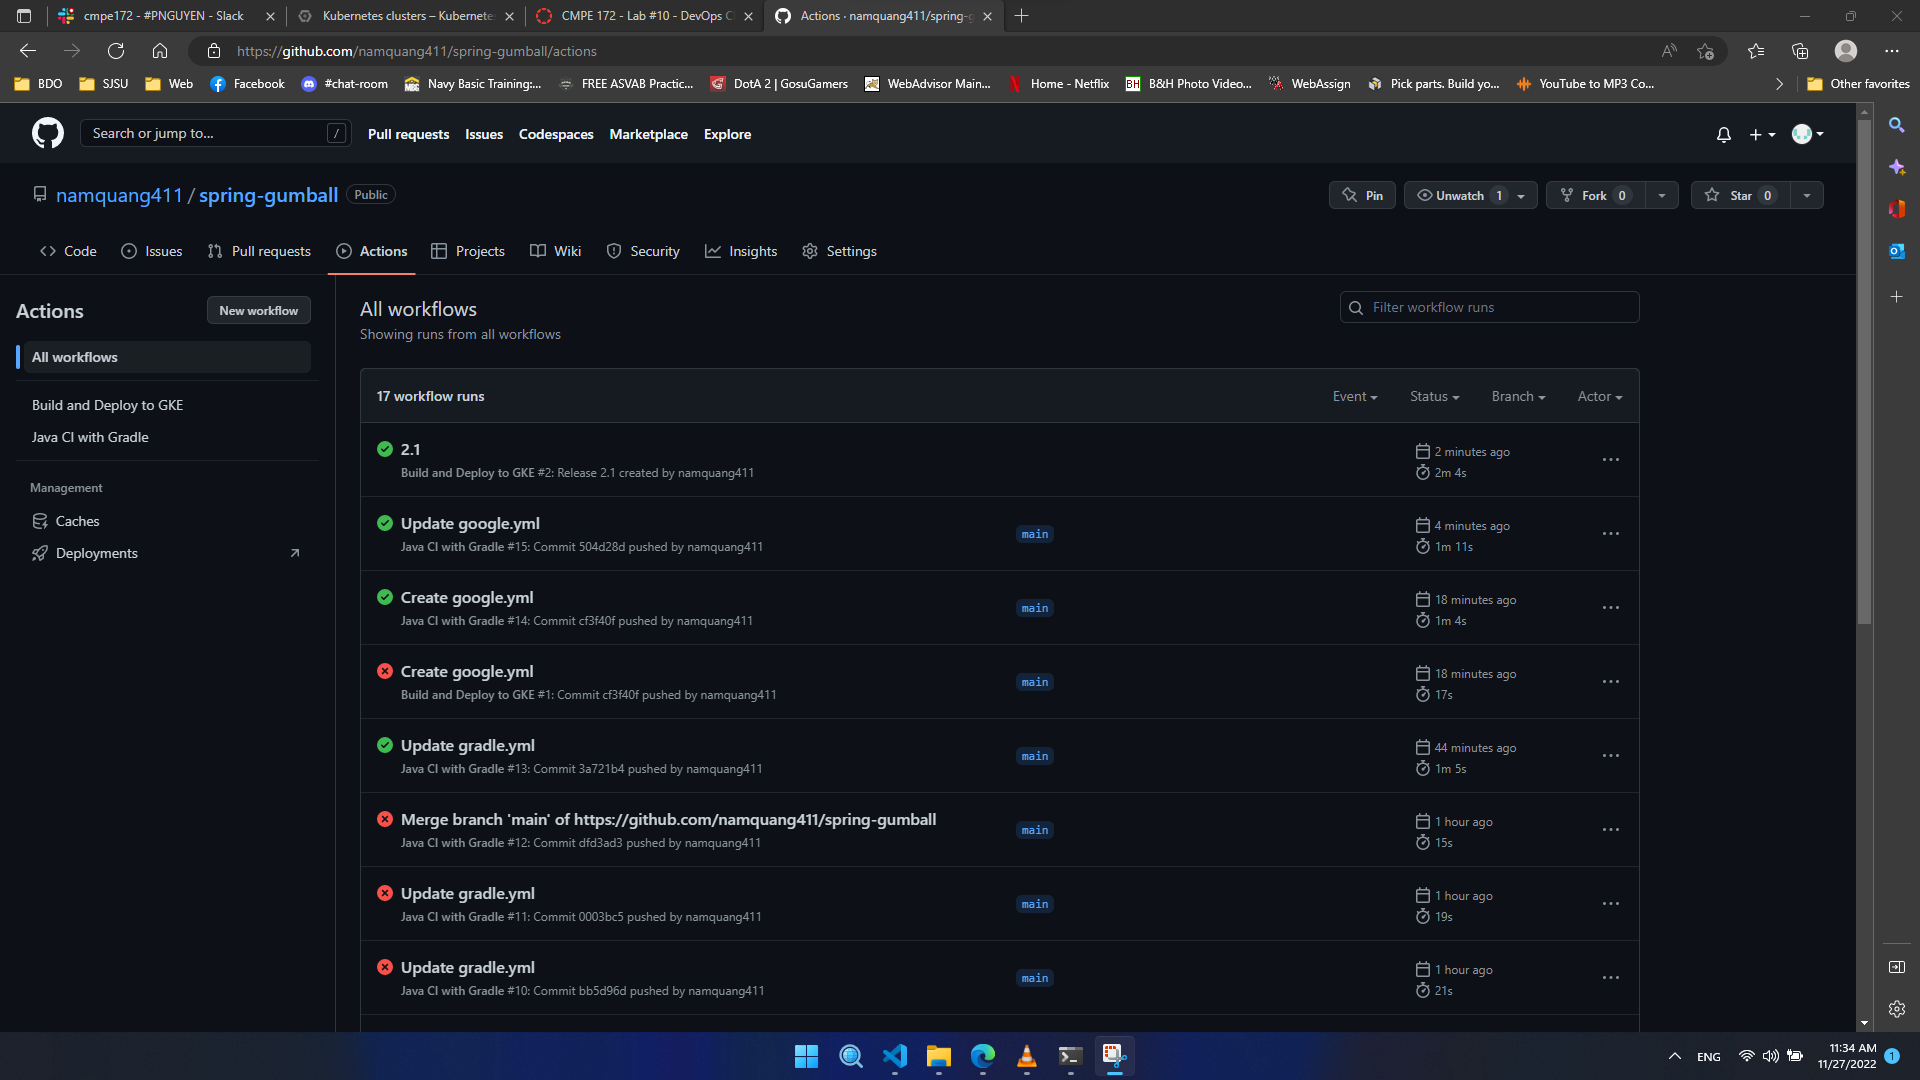 cmpe172 - #PNGUYEN - Slack
Kubernetes clusters – Kubernete
CMPE 172 - Lab #10 - DevOps C
Actions · namquang411/spring-g
https://github.com/namquang411/spring-gumball/actions
BDO
SJSU
Web
Facebook
#chat-room
Navy Basic Training:...
FREE ASVAB Practic...
DotA 2 | GosuGamers
WebAdvisor Main...
Home - Netflix
B&H Photo Video...
WebAssign
Pick parts. Build yo...
YouTube to MP3 Co...
Other favorites
Search or jump to...
/
Pull requests
Issues
Codespaces
Marketplace
Explore
namquang411 / spring-gumball
Public
Pin
Unwatch 1
Fork 0
Star 0
Code
Issues
Pull requests
Actions
Projects
Wiki
Security
Insights
Settings
Actions
New workflow
All workflows
Build and Deploy to GKE
Java CI with Gradle
Management
Caches
Deployments
All workflows
Showing runs from all workflows
Filter workflow runs
17 workflow runs
Event
Status
Branch
Actor
2.1
Build and Deploy to GKE #2: Release 2.1 created by namquang411
2 minutes ago
2m 4s
Update google.yml
Java CI with Gradle #15: Commit 504d28d pushed by namquang411
main
4 minutes ago
1m 11s
Create google.yml
Java CI with Gradle #14: Commit cf3f40f pushed by namquang411
main
18 minutes ago
1m 4s
Create google.yml
Build and Deploy to GKE #1: Commit cf3f40f pushed by namquang411
main
18 minutes ago
17s
Update gradle.yml
Java CI with Gradle #13: Commit 3a721b4 pushed by namquang411
main
44 minutes ago
1m 5s
Merge branch 'main' of https://github.com/namquang411/spring-gumball
Java CI with Gradle #12: Commit dfd3ad3 pushed by namquang411
main
1 hour ago
15s
Update gradle.yml
Java CI with Gradle #11: Commit 0003bc5 pushed by namquang411
main
1 hour ago
19s
Update gradle.yml
Java CI with Gradle #10: Commit bb5d96d pushed by namquang411
main
1 hour ago
21s
ENG
11:34 AM
11/27/2022
1